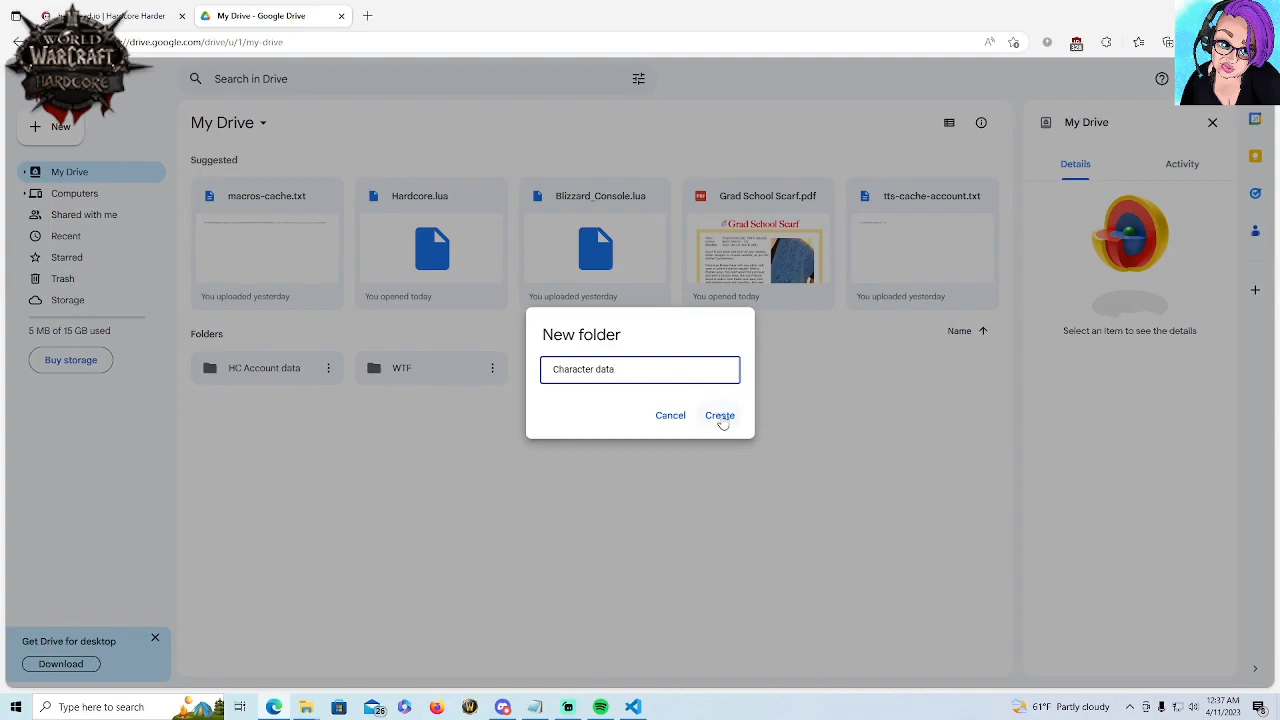 io | Hardcore Harder
My Drive - Google Drive
//drive.google.com/drive/u/1/my-drive
328
WORLD
WARCRAFT
HARDCORE
Search in Drive
New
My Drive
My Drive
Suggested
Details
Activity
My Drive
Computers
Shared with me
Recent
Starred
Trash
Storage
5 MB of 15 GB used
Buy storage
macros-cache.txt
Hardcore.lua
Blizzard_Console.lua
PDF
Grad School Scarf.pdf
tts-cache-account.txt
Grad School Scarf
You uploaded yesterday
You opened today
You uploaded yesterday
You opened today
You uploaded yesterday
Select an item to see the details
Folders
Name
HC Account data
WTF
New folder
Character data
Cancel
Create
Get Drive for desktop
Download
Type here to search
25
61°F Partly cloudy
12:37 AM
4/11/2023